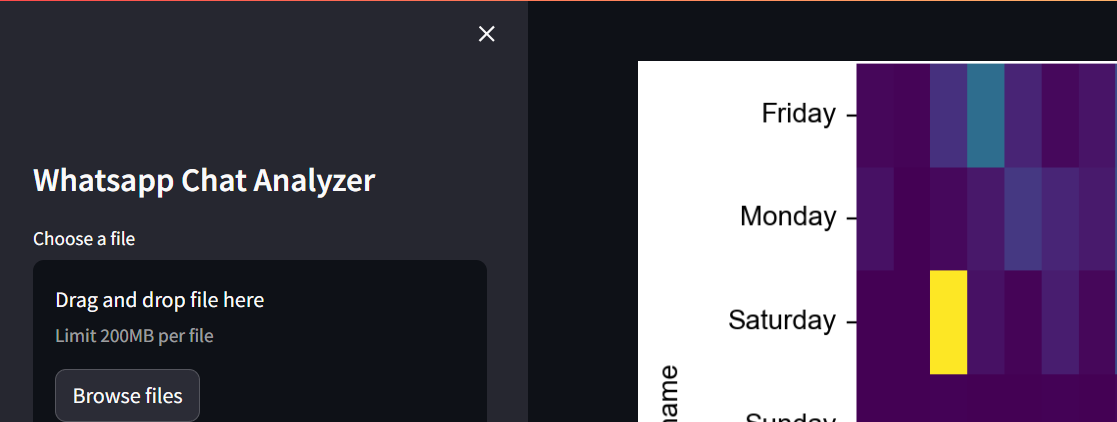 Whatsapp Chat Analyzer
Choose a file
Drag and drop file here
Limit 200MB per file
Browse files
Friday
Monday
Saturday
Sunday